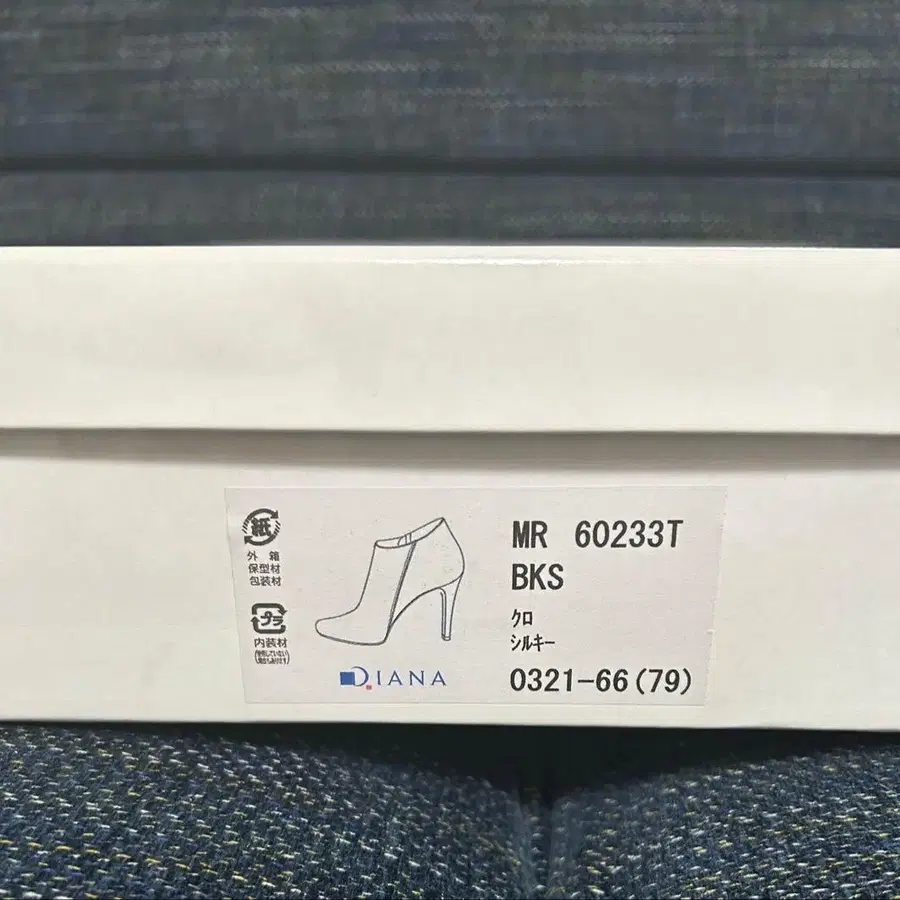 紙
外 箱
保型材
包装材
プラ
内装材
DIANA
MR 60233T
BKS
クロ
シルキー
0321-66(79)